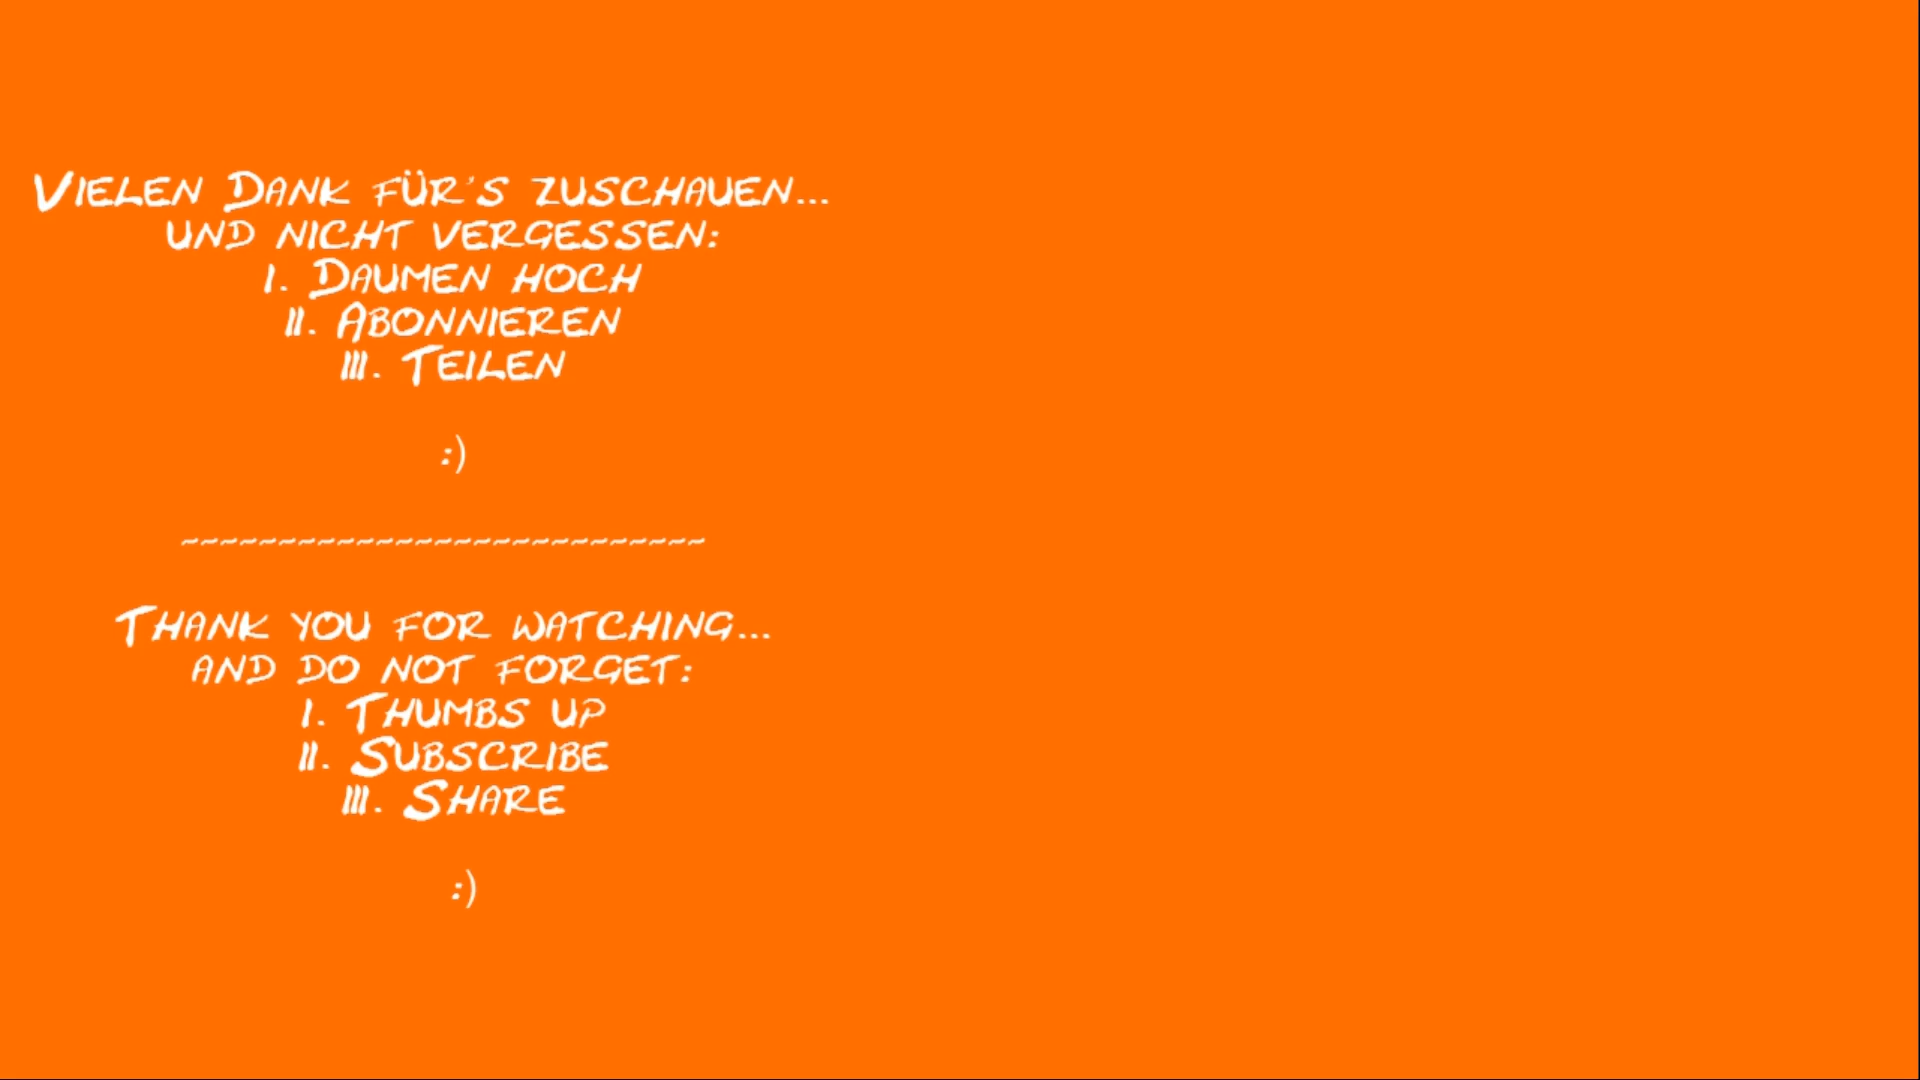 Vielen Dank für's zuschauen...
und nicht vergessen:
I. Daumen hoch
II. Abonnieren
III. Teilen
:)
~~~~~~~~~~~~~~~~~~~~~~~~~~~
Thank you for watching...
and do not forget:
I. Thumbs up
II. Subscribe
III. Share
:)